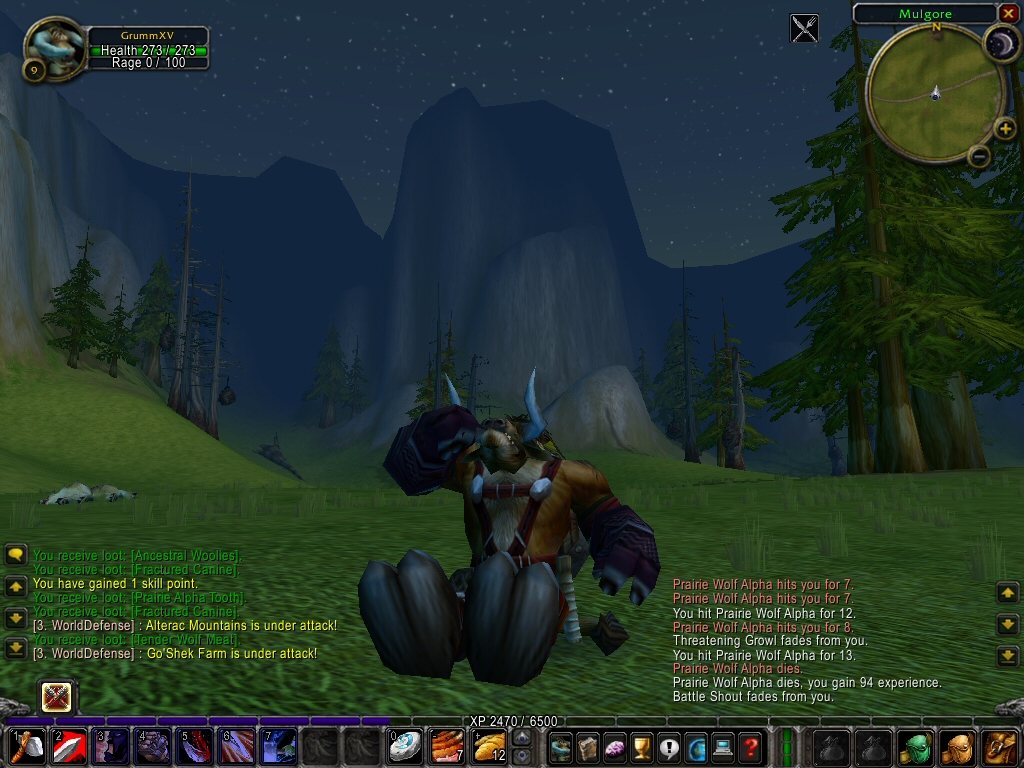 GrummXV
Health 273 / 273
Rage 0 / 100
9
Mulgore
N
You receive loot: [Ancestral Woolies].
You receive loot: [Fractured Canine].
You have gained 1 skill point.
You receive loot: [Prairie Alpha Tooth].
You receive loot: [Fractured Canine].
[3. WorldDefense] : Alterac Mountains is under attack!
You receive loot: [Tender Wolf Meat].
[3. WorldDefense] : Go'Shek Farm is under attack!
Prairie Wolf Alpha hits you for 7.
Prairie Wolf Alpha hits you for 7.
You hit Prairie Wolf Alpha for 12.
Prairie Wolf Alpha hits you for 8.
Threatening Growl fades from you.
You hit Prairie Wolf Alpha for 13.
Prairie Wolf Alpha dies.
Prairie Wolf Alpha dies, you gain 94 experience.
Battle Shout fades from you.
XP 2470 / 6500
1 2 3 4 5 6 7 0 7 12